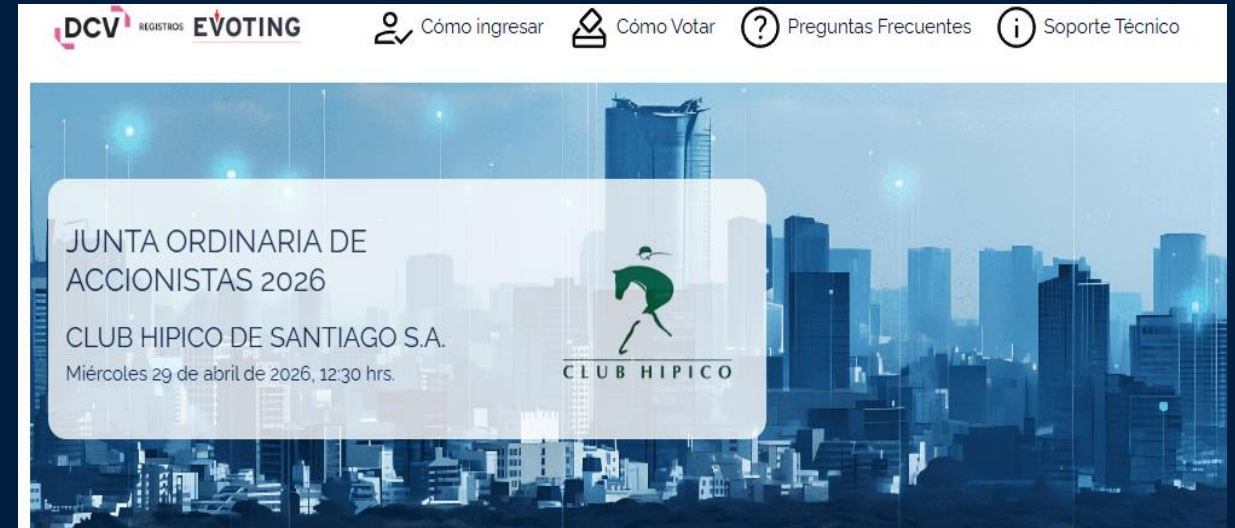 DCV REGISTROS EVOTING
Cómo ingresar
Cómo Votar
Preguntas Frecuentes
Soporte Técnico
JUNTA ORDINARIA DE
ACCIONISTAS 2026
CLUB HIPICO DE SANTIAGO S.A.
Miércoles 29 de abril de 2026, 12:30 hrs.
CLUB HIPICO